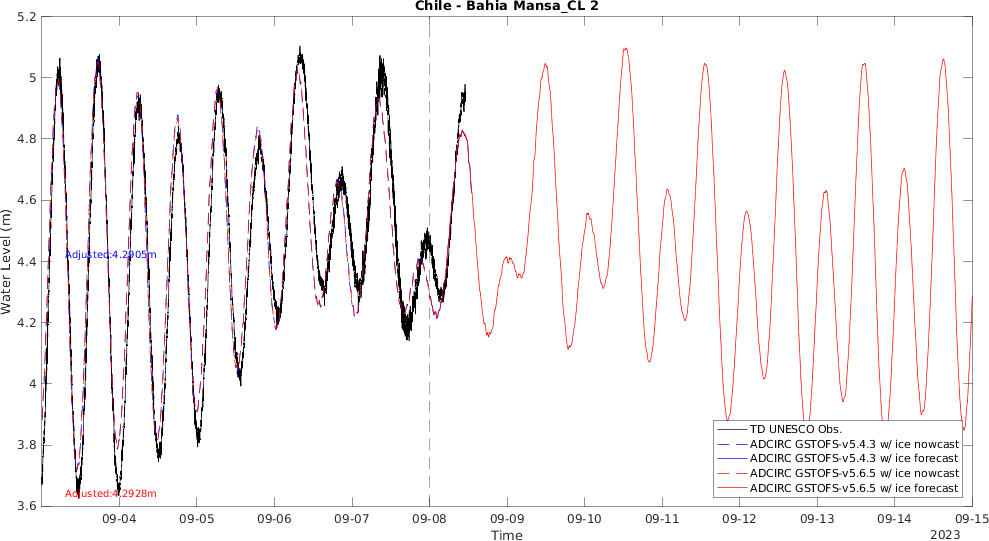 Chile - Bahia Mansa_CL 2
Water Level (m)
5.2
5
4.8
4.6
4.4
4.2
4
3.8
3.6
Adjusted:4.2905m
Adjusted:4.2928m
TD UNESCO Obs.
ADCIRC GSTOFS-v5.4.3 w/ ice nowcast
ADCIRC GSTOFS-v5.4.3 w/ ice forecast
ADCIRC GSTOFS-v5.6.5 w/ ice nowcast
ADCIRC GSTOFS-v5.6.5 w/ ice forecast
09-04 09-05 09-06 09-07 09-08 09-09 09-10 09-11 09-12 09-13 09-14 09-15
Time
2023